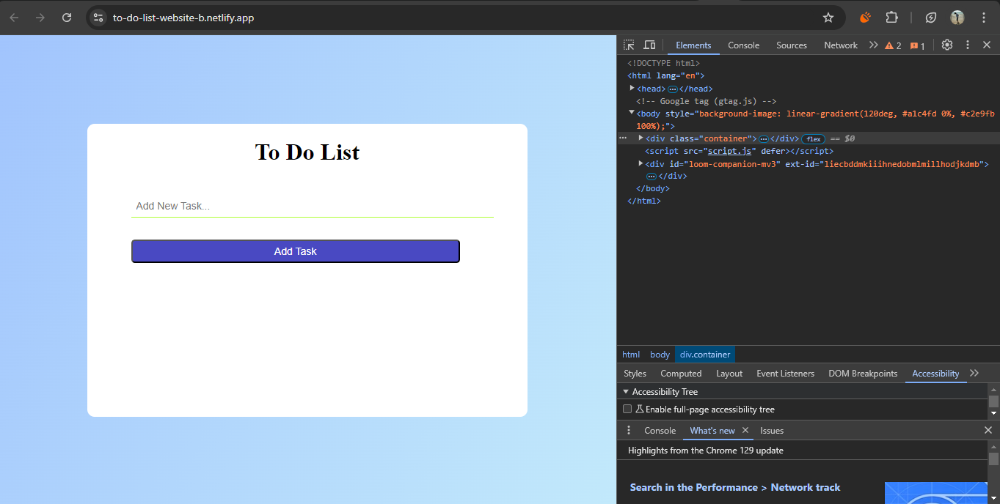 to-do-list-website-b.netlify.app
To Do List
Add New Task...
Add Task
Elements Console Sources Network 2 1
<!DOCTYPE html>
<html lang="en">
<head> … </head>
<!-- Google tag (gtag.js) -->
<body style="background-image: linear-gradient(120deg, #a1c4fd 0%, #c2e9fb
100%);">
<div class="container"> … </div> flex == $0
<script src="script.js" defer></script>
<div id="loom-companion-mv3" ext-id="liecbddmkiiihnedobmlmillhodjkdmb">
… </div>
</body>
</html>
html body div.container
Styles Computed Layout Event Listeners DOM Breakpoints Accessibility
Accessibility Tree
Enable full-page accessibility tree
Console What's new Issues
Highlights from the Chrome 129 update
Search in the Performance > Network track